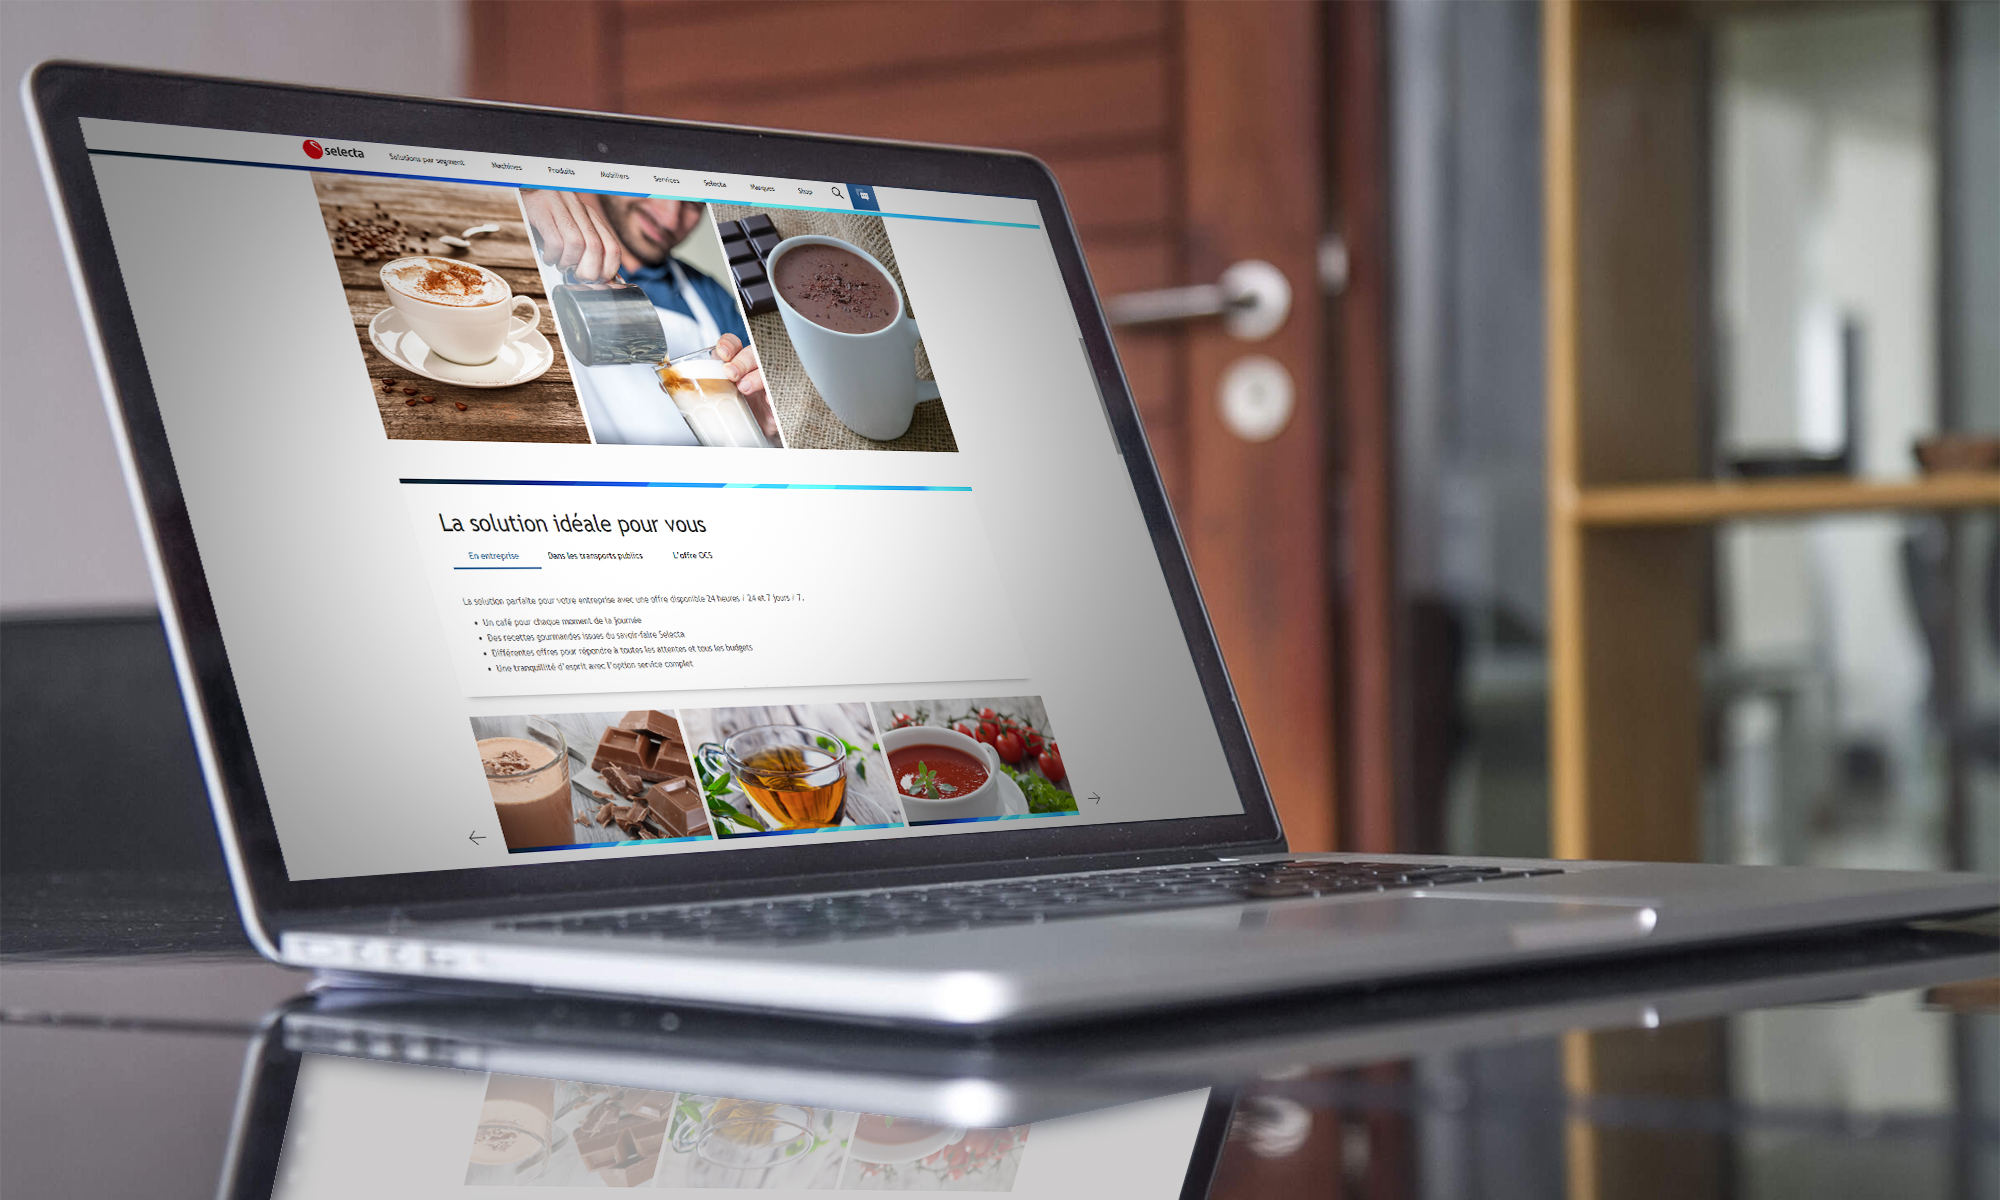 selecta
Solutions par segment
Machines
Produits
Mobiliers
Services
Selecta
Masques
Shop
La solution idéale pour vous
En entreprise
Dans les transports publics
L'offre OCS
La solution parfaite pour votre entreprise avec une offre disponible 24 heures / 24 et 7 jours / 7.
• Un café pour chaque moment de la journée
• Des recettes gourmandes issues du savoir-faire Selecta
• Différentes offres pour répondre à toutes les attentes et tous les budgets
• Une tranquillité d'esprit avec l'option service complet